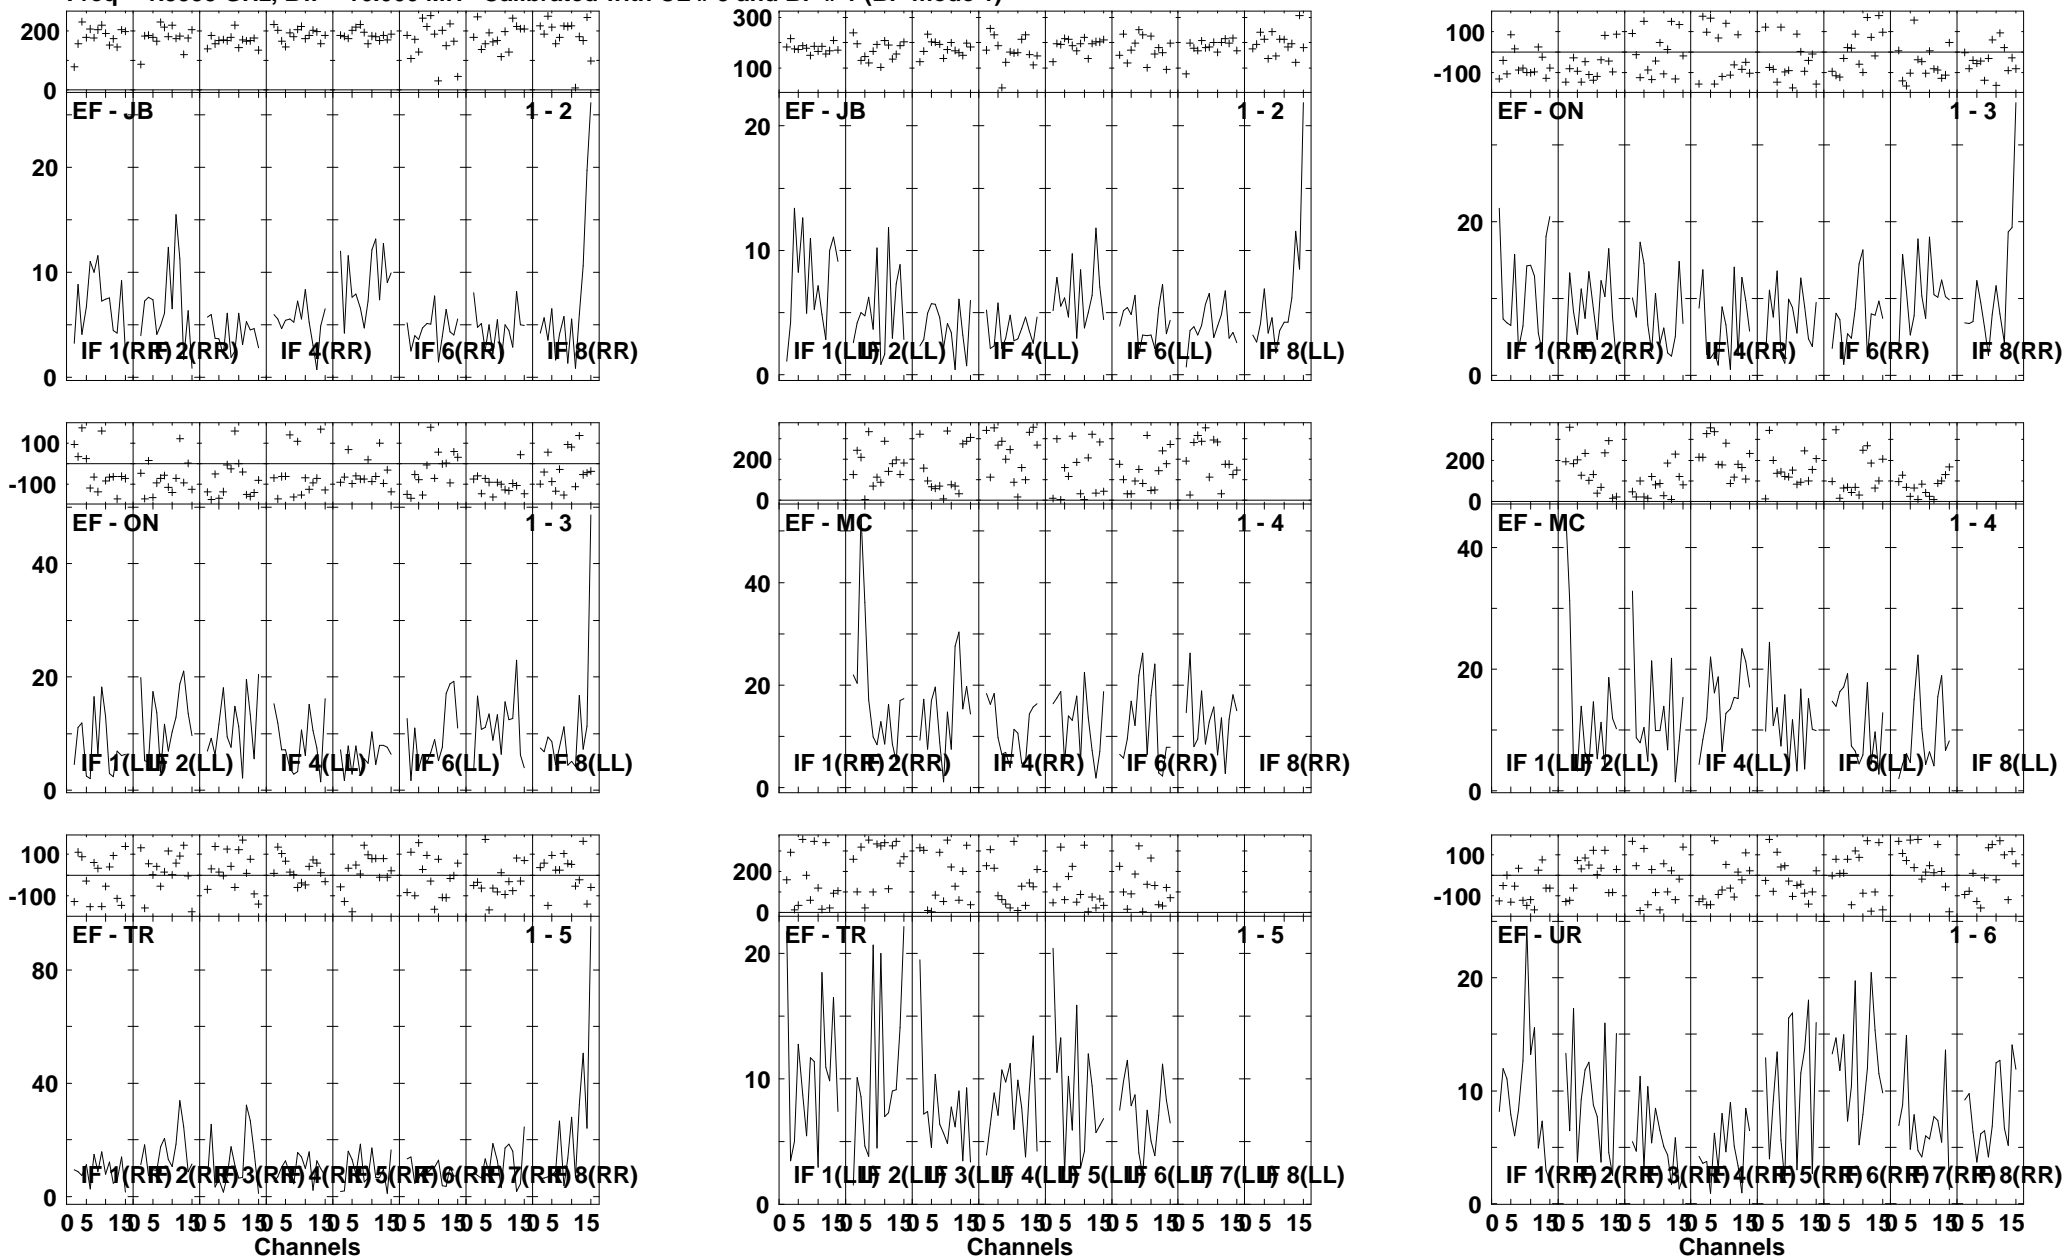 200
0
EF - JB
1 - 2
20
10
0
IF 1(RR)
IF 2(RR)
IF 4(RR)
IF 6(RR)
IF 8(RR)
300
100
EF - JB
1 - 2
20
10
0
IF 1(LL)
IF 2(LL)
IF 4(LL)
IF 6(LL)
IF 8(LL)
100
-100
EF - ON
1 - 3
20
0
IF 1(RR)
IF 2(RR)
IF 4(RR)
IF 6(RR)
IF 8(RR)
100
-100
EF - ON
1 - 3
40
20
0
IF 1(LL)
IF 2(LL)
IF 4(LL)
IF 6(LL)
IF 8(LL)
200
0
EF - MC
1 - 4
40
20
0
IF 1(RR)
IF 2(RR)
IF 4(RR)
IF 6(RR)
IF 8(RR)
200
0
EF - MC
1 - 4
40
20
0
IF 1(LL)
IF 2(LL)
IF 4(LL)
IF 6(LL)
IF 8(LL)
100
-100
EF - TR
1 - 5
80
40
0
IF 1(RR)
IF 2(RR)
IF 3(RR)
IF 4(RR)
IF 5(RR)
IF 6(RR)
IF 7(RR)
IF 8(RR)
0 5 15 0 5 15 0 5 15 0 5 15 0 5 15 0 5 15 0 5 15 0 5 15
Channels
200
0
EF - TR
1 - 5
20
10
0
IF 1(LL)
IF 2(LL)
IF 3(LL)
IF 4(LL)
IF 5(LL)
IF 6(LL)
IF 7(LL)
IF 8(LL)
0 5 15 0 5 15 0 5 15 0 5 15 0 5 15 0 5 15 0 5 15 0 5 15
Channels
100
-100
EF - UR
1 - 6
20
10
0
IF 1(RR)
IF 2(RR)
IF 3(RR)
IF 4(RR)
IF 5(RR)
IF 6(RR)
IF 7(RR)
IF 8(RR)
0 5 15 0 5 15 0 5 15 0 5 15 0 5 15 0 5 15 0 5 15 0 5 15
Channels